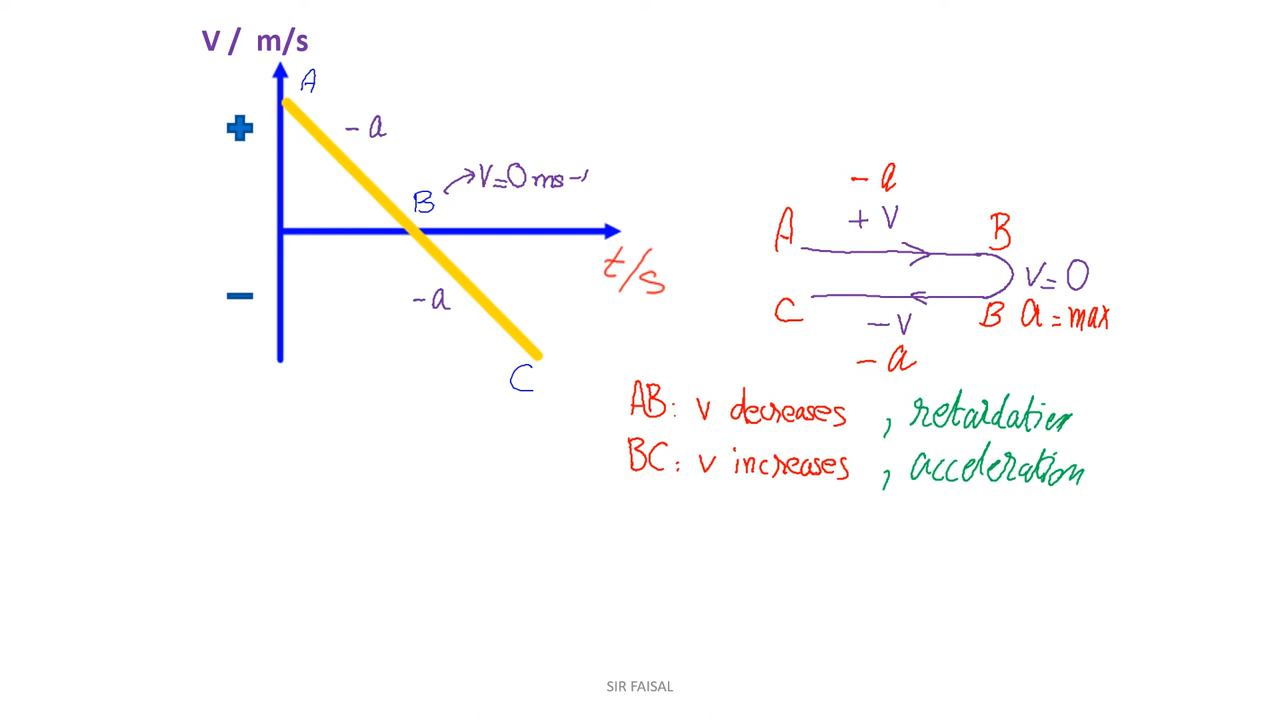 V / m/s
A
- a
B → V=0 ms-1
t/s
-a
C
- a
+ V
A B
V=0
C B a = max
- V
- a
AB: v decreases , retardation
BC: v increases , acceleration
SIR FAISAL